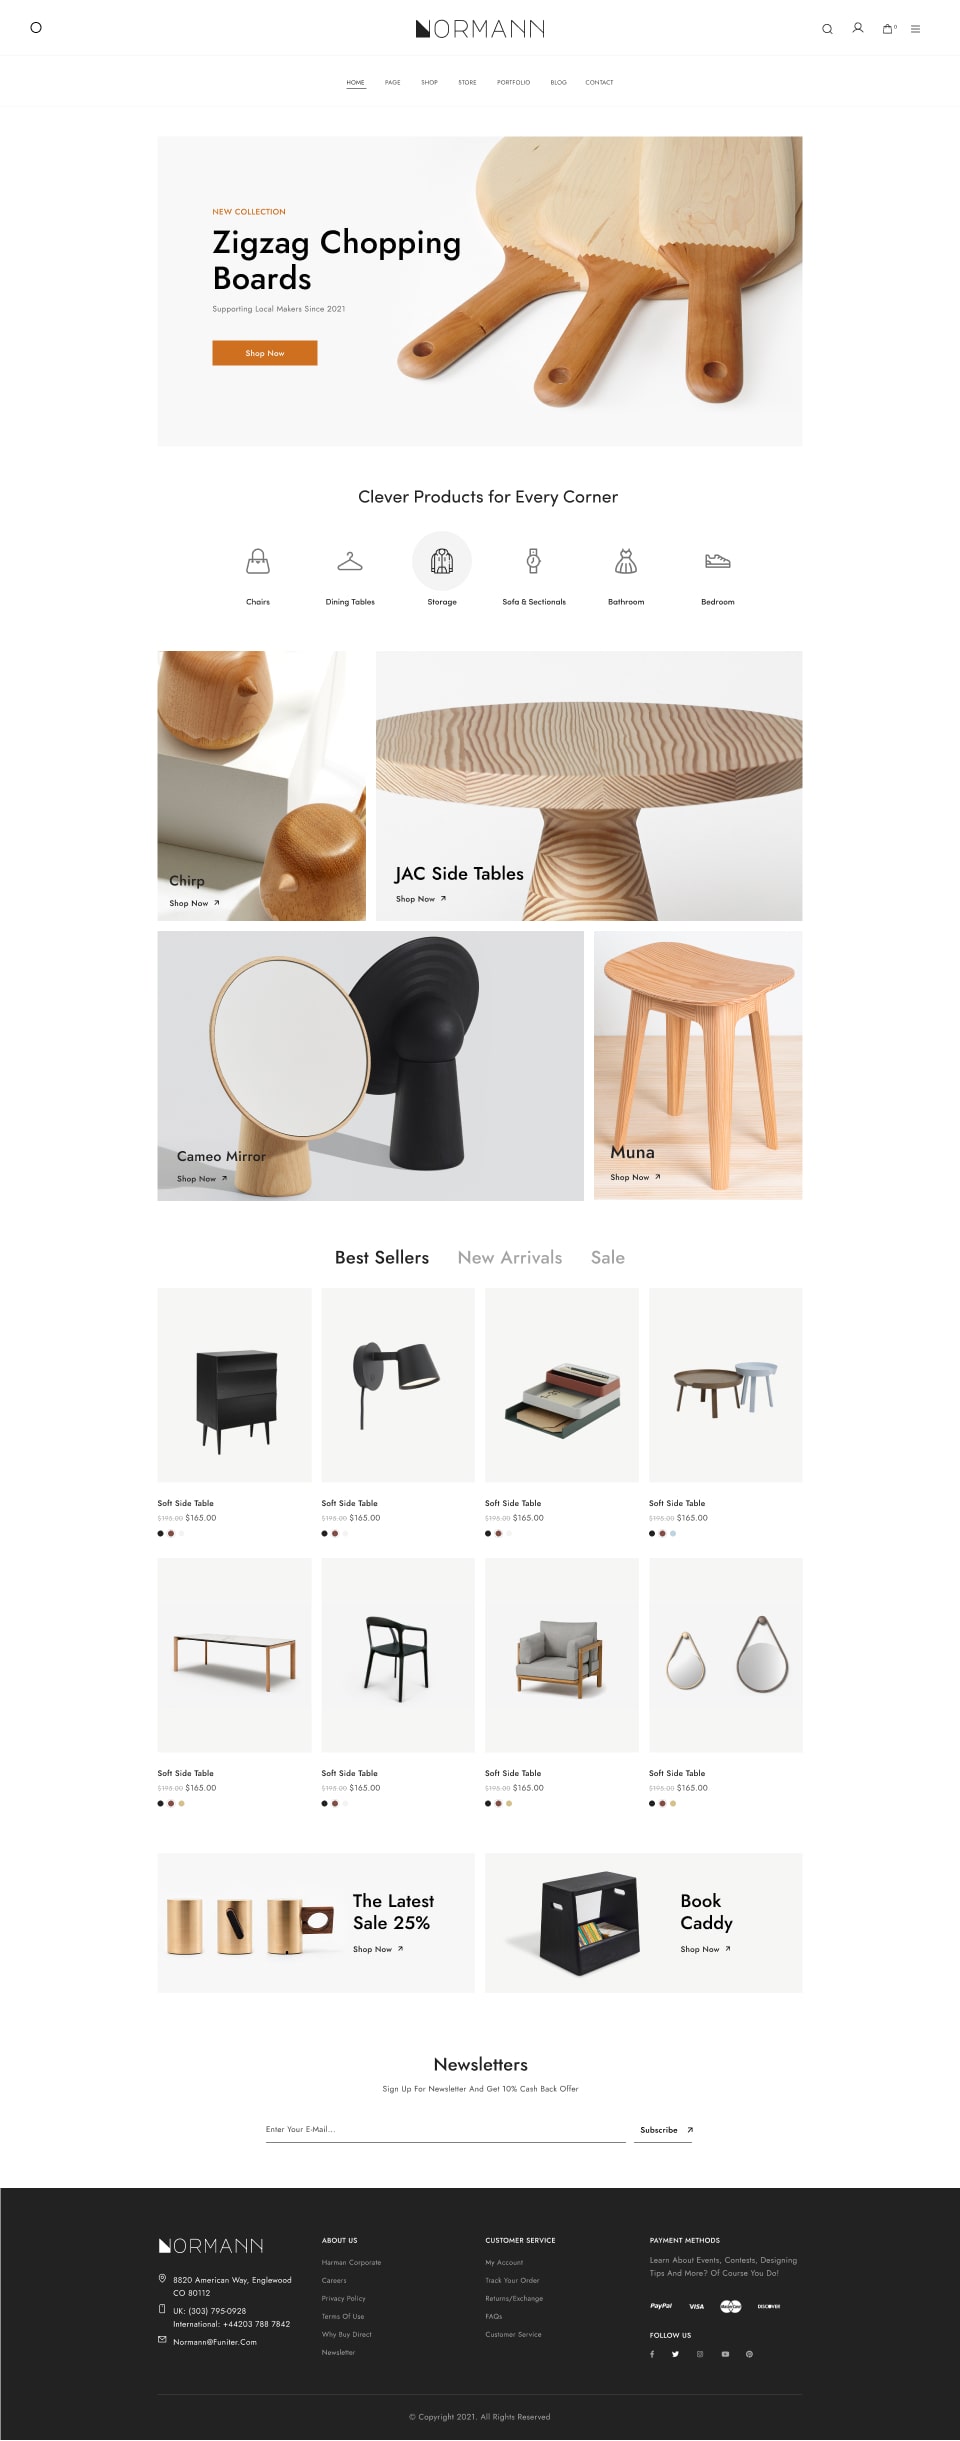 NORMANN
0
HOME PAGE SHOP STORE PORTFOLIO BLOG CONTACT
NEW COLLECTION
Zigzag Chopping
Boards
Supporting Local Makers Since 2021
Shop Now
Clever Products for Every Corner
Chairs Dining Tables Storage Sofa & Sectionals Bathroom Bedroom
Chirp
Shop Now
JAC Side Tables
Shop Now
Cameo Mirror
Shop Now
Muna
Shop Now
Best Sellers New Arrivals Sale
Soft Side Table Soft Side Table Soft Side Table Soft Side Table
$195.00 $165.00 $195.00 $165.00 $195.00 $165.00 $195.00 $165.00
Soft Side Table Soft Side Table Soft Side Table Soft Side Table
$195.00 $165.00 $195.00 $165.00 $195.00 $165.00 $195.00 $165.00
The Latest
Sale 25%
Shop Now
Book
Caddy
Shop Now
Newsletters
Sign Up For Newsletter And Get 10% Cash Back Offer
Enter Your E-Mail... Subscribe
NORMANN
8820 American Way, Englewood
CO 80112
UK: (303) 795-0928
International: +44203 788 7842
Normann@Funiter.Com
ABOUT US
Harman Corporate
Careers
Privacy Policy
Terms Of Use
Why Buy Direct
Newsletter
CUSTOMER SERVICE
My Account
Track Your Order
Returns/Exchange
FAQs
Customer Service
PAYMENT METHODS
Learn About Events, Contests, Designing
Tips And More? Of Course You Do!
PayPal VISA MasterCard DISCOVER
FOLLOW US
© Copyright 2021. All Rights Reserved